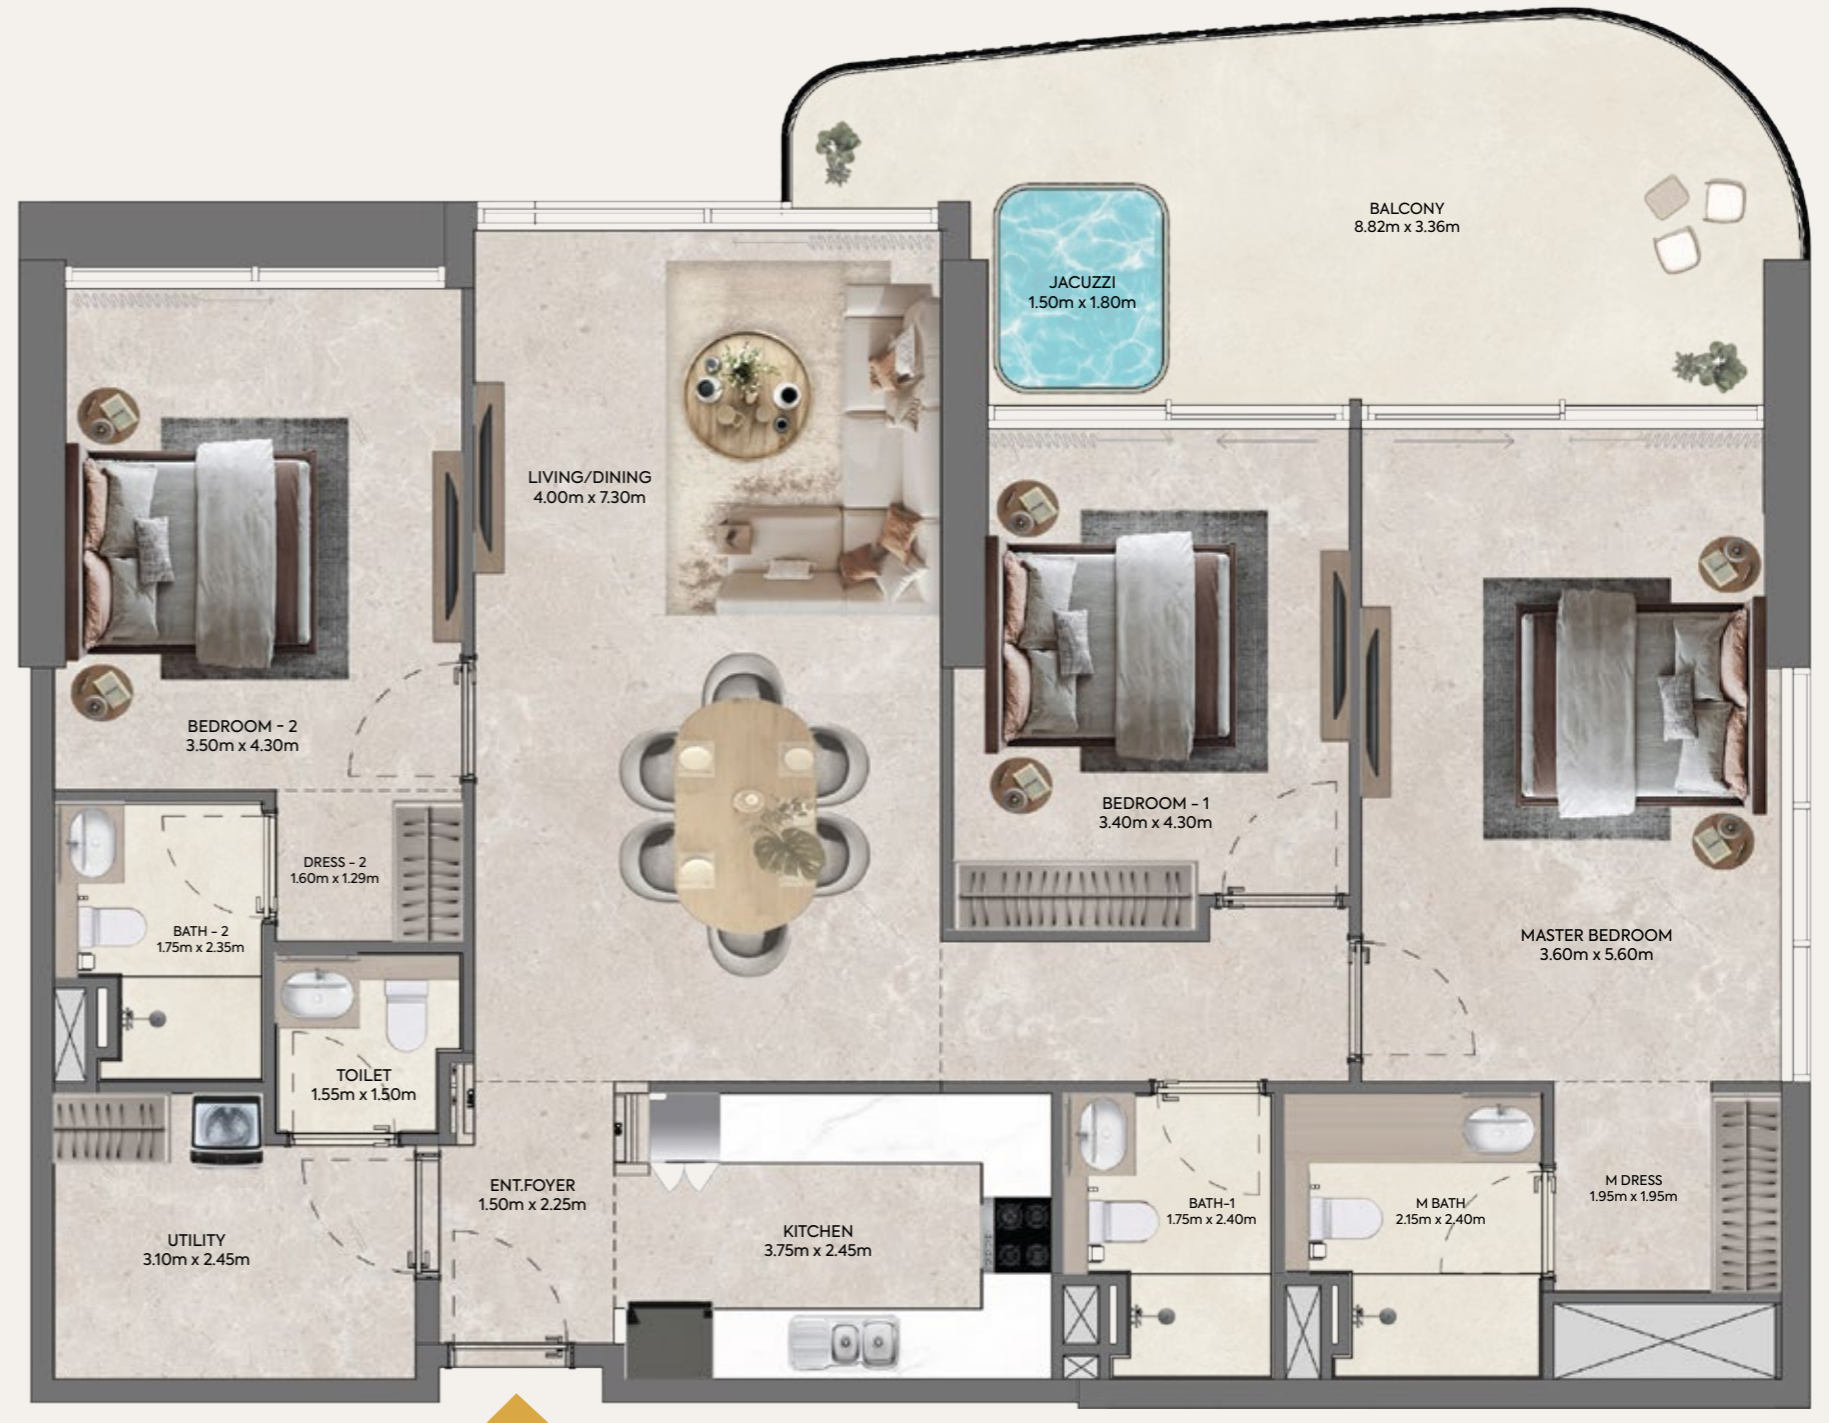 BALCONY
8.82m x 3.36m
JACUZZI
1.50m x 1.80m
LIVING/DINING
4.00m x 7.30m
BEDROOM - 2
3.50m x 4.30m
BEDROOM - 1
3.40m x 4.30m
DRESS - 2
1.60m x 1.29m
BATH - 2
1.75m x 2.35m
MASTER BEDROOM
3.60m x 5.60m
TOILET
1.55m x 1.50m
ENT.FOYER
1.50m x 2.25m
UTILITY
3.10m x 2.45m
KITCHEN
3.75m x 2.45m
BATH-1
1.75m x 2.40m
M BATH
2.15m x 2.40m
M DRESS
1.95m x 1.95m